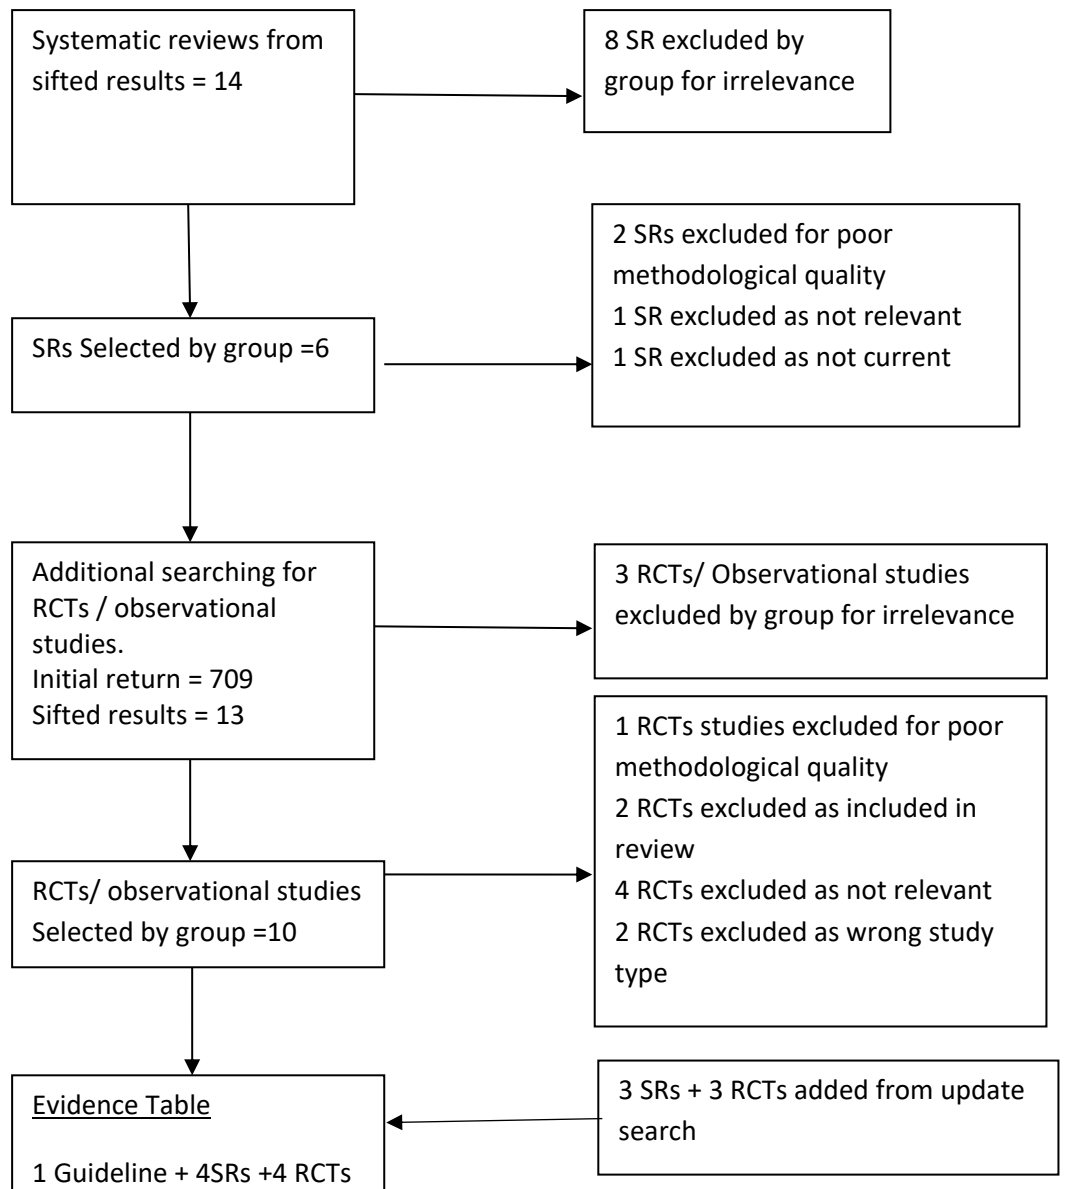 Systematic reviews from
sifted results = 14
8 SR excluded by
group for irrelevance
SRs Selected by group =6
2 SRs excluded for poor
methodological quality
1 SR excluded as not relevant
1 SR excluded as not current
Additional searching for
RCTs / observational
studies.
Initial return = 709
Sifted results = 13
3 RCTs/ Observational studies
excluded by group for irrelevance
RCTs/ observational studies
Selected by group =10
1 RCTs studies excluded for poor
methodological quality
2 RCTs excluded as included in
review
4 RCTs excluded as not relevant
2 RCTs excluded as wrong study
type
Evidence Table
1 Guideline + 4SRs +4 RCTs
3 SRs + 3 RCTs added from update
search